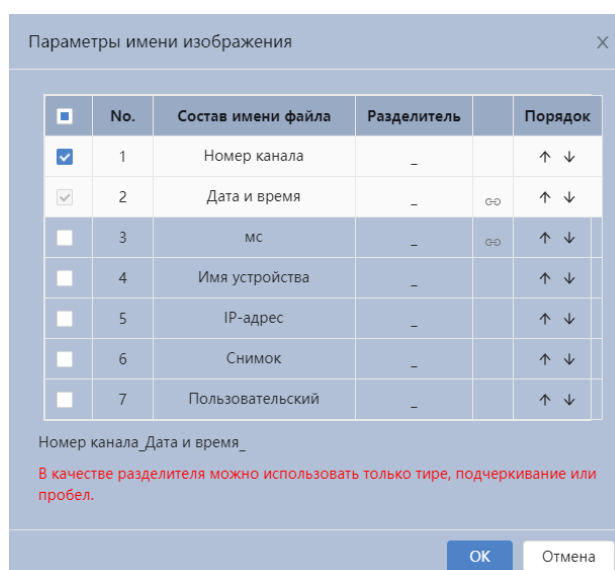 Параметры имени изображения
No. Состав имени файла Разделитель Порядок
1 Номер канала _
2 Дата и время _
3 мс _
4 Имя устройства _
5 IP-адрес _
6 Снимок _
7 Пользовательский _
Номер канала_Дата и время_
В качестве разделителя можно использовать только тире, подчеркивание или
пробел.
OK Отмена